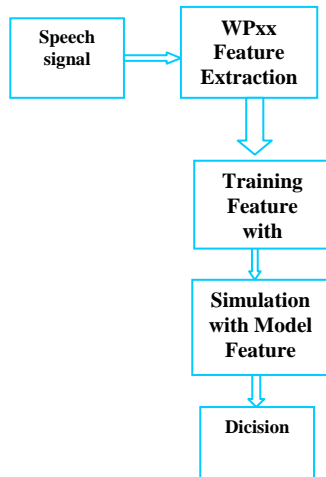 Speech
signal
WPxx
Feature
Extraction
Training
Feature
with
Simulation
with Model
Feature
Dicision